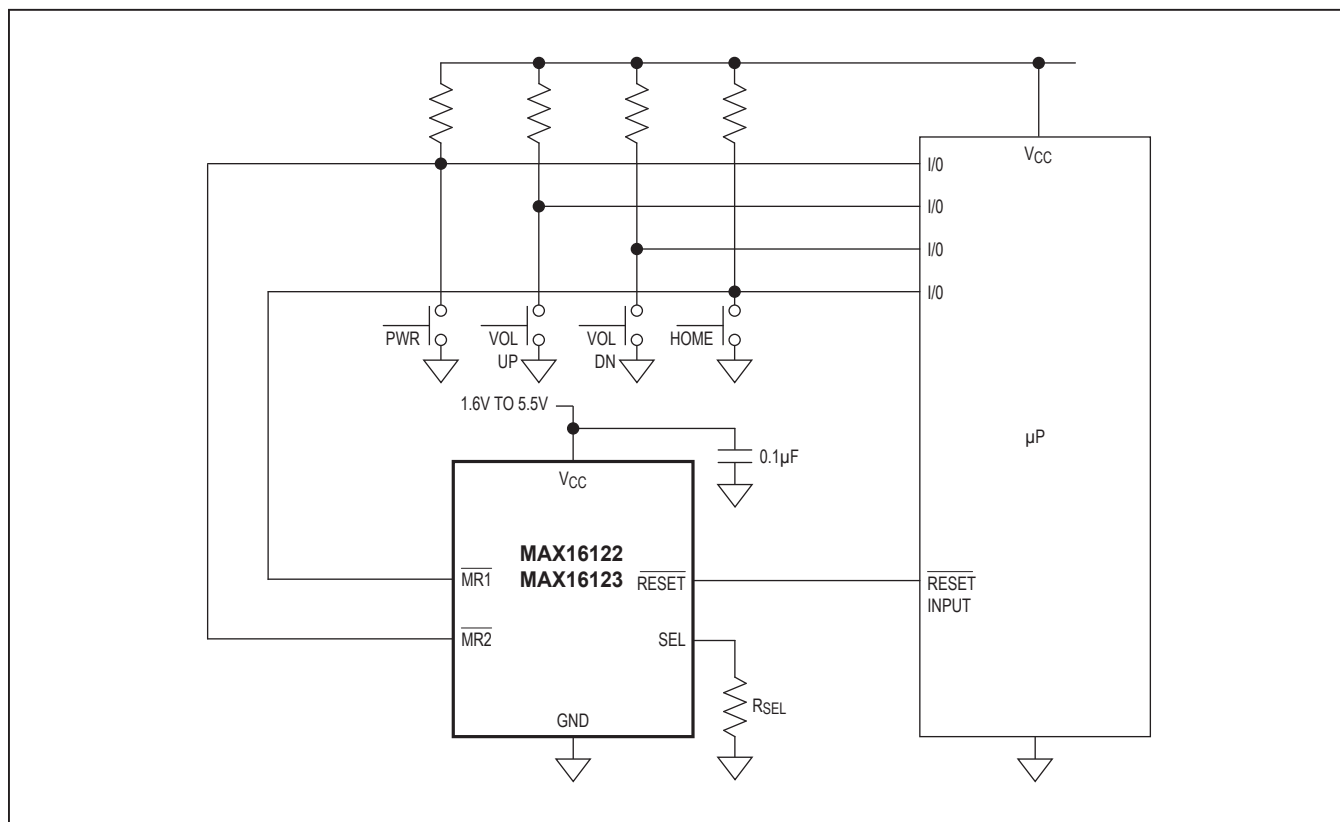 VCC
I/0
I/0
I/0
I/0
PWR
VOL
UP
VOL
DN
HOME
1.6V TO 5.5V
0.1µF
µP
VCC
MAX16122
MAX16123
MR1
RESET
RESET
INPUT
MR2
SEL
RSEL
GND